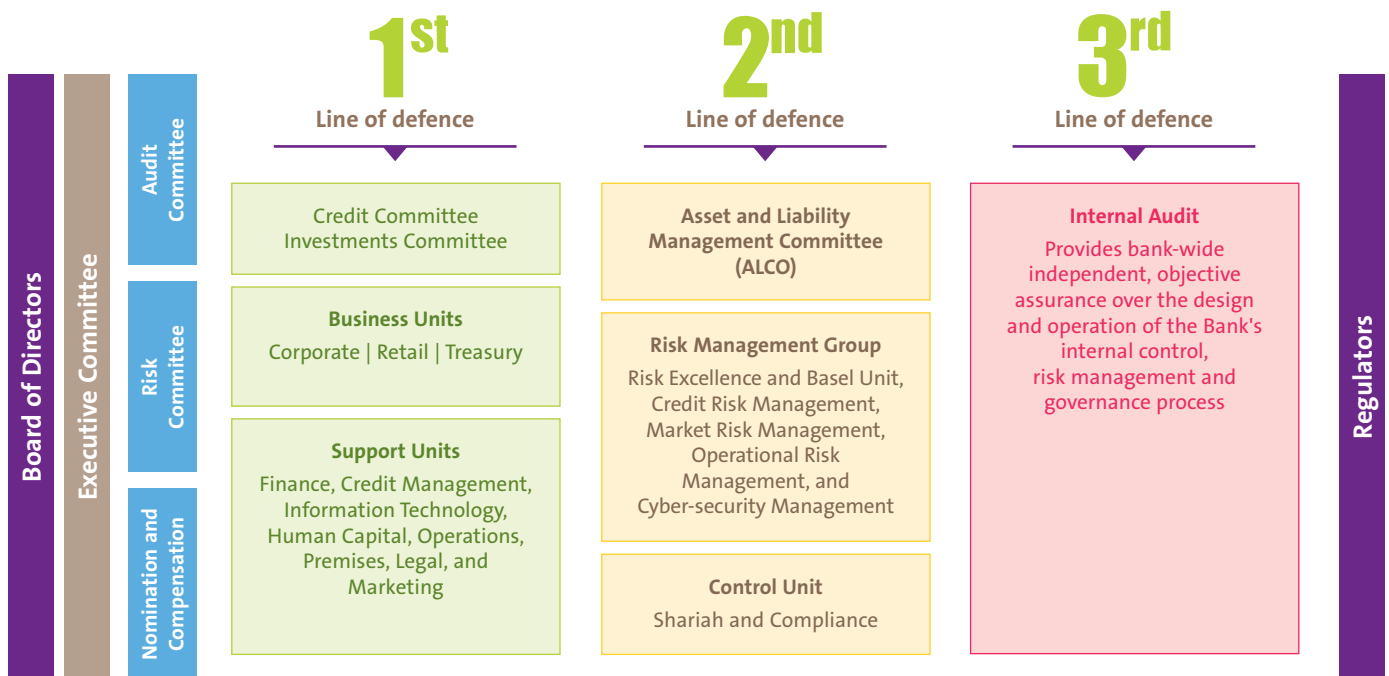 Board of Directors
Executive Committee
Audit
Committee
Risk
Committee
Nomination and
Compensation
1st
Line of defence
Credit Committee
Investments Committee
Business Units
Corporate | Retail | Treasury
Support Units
Finance, Credit Management,
Information Technology,
Human Capital, Operations,
Premises, Legal, and
Marketing
2nd
Line of defence
Asset and Liability
Management Committee
(ALCO)
Risk Management Group
Risk Excellence and Basel Unit,
Credit Risk Management,
Market Risk Management,
Operational Risk
Management, and
Cyber-security Management
Control Unit
Shariah and Compliance
3rd
Line of defence
Internal Audit
Provides bank-wide
independent, objective
assurance over the design
and operation of the Bank's
internal control,
risk management and
governance process
Regulators